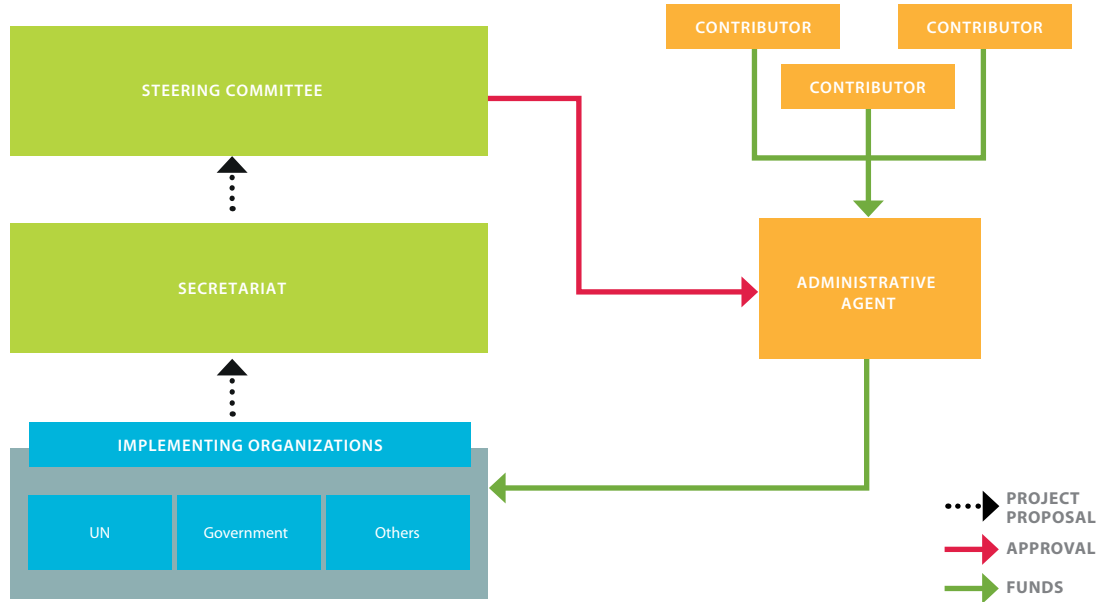 CONTRIBUTOR
CONTRIBUTOR
CONTRIBUTOR
STEERING COMMITTEE
SECRETARIAT
ADMINISTRATIVE
AGENT
IMPLEMENTING ORGANIZATIONS
UN
Government
Others
PROJECT
PROPOSAL
APPROVAL
FUNDS